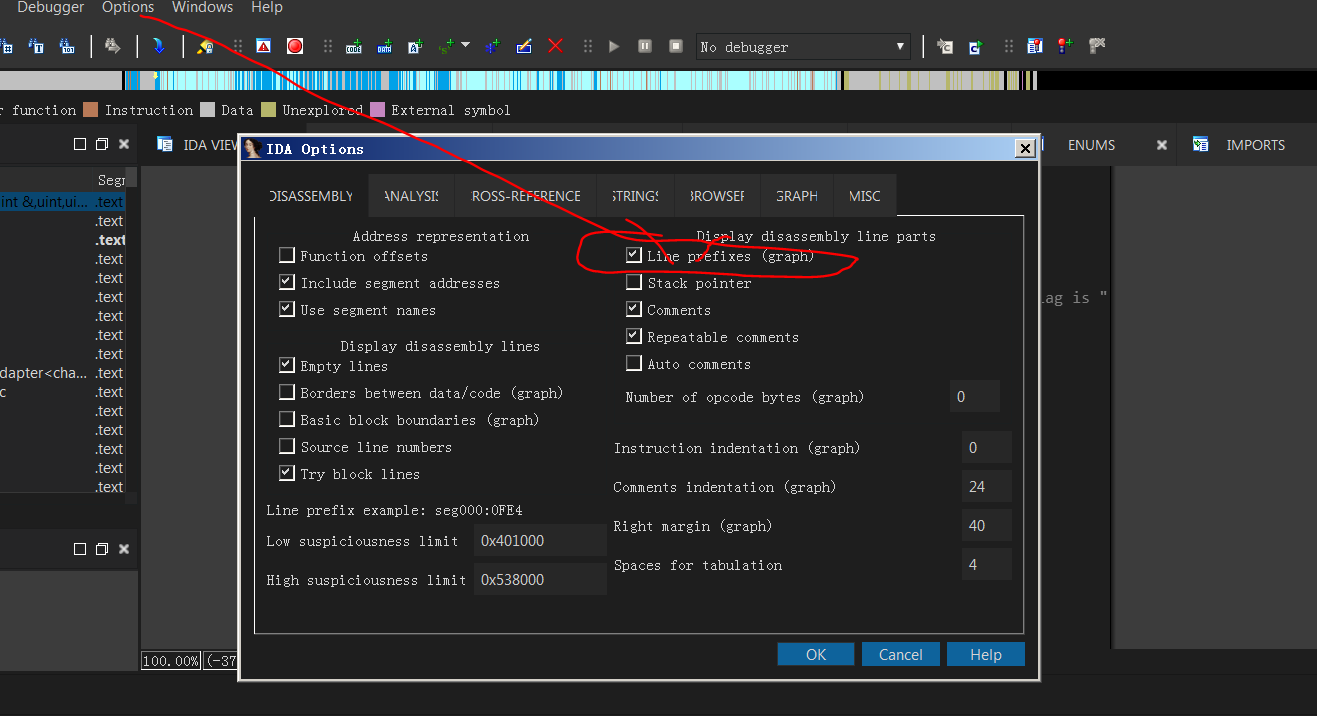 Debugger Options Windows Help
No debugger
r function Instruction Data Unexplored External symbol
IDA VIEW
ENUMS
IMPORTS
IDA Options
Segm
int &,uint,ui... .text
.text
.text
.text
.text
.text
.text
.text
.text
dapter<cha... .text
c .text
.text
.text
.text
.text
.text
DISASSEMBLY ANALYSIS ROSS-REFERENCE STRINGS BROWSER GRAPH MISC
Address representation
Function offsets
Include segment addresses
Use segment names
Display disassembly lines
Empty lines
Borders between data/code (graph)
Basic block boundaries (graph)
Source line numbers
Try block lines
Line prefix example: seg000:0FE4
Low suspiciousness limit 0x401000
High suspiciousness limit 0x538000
Display disassembly line parts
Line prefixes (graph)
Stack pointer
Comments
Repeatable comments
Auto comments
Number of opcode bytes (graph) 0
Instruction indentation (graph) 0
Comments indentation (graph) 24
Right margin (graph) 40
Spaces for tabulation 4
OK Cancel Help
lag is "
100.00% (-37